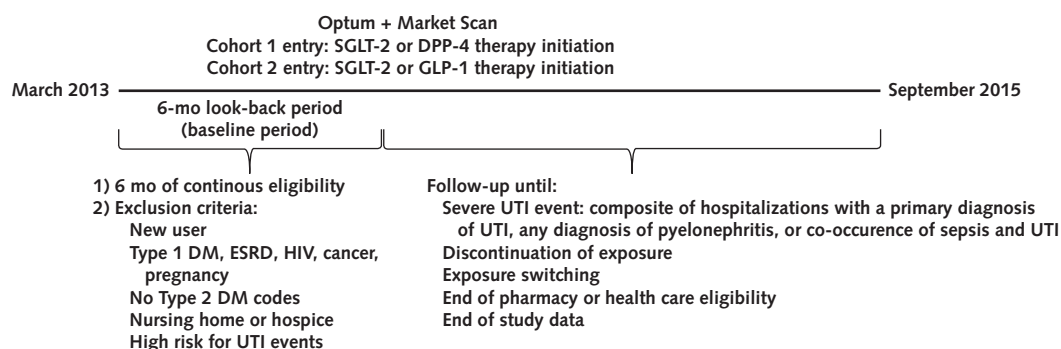 Optum + Market Scan
Cohort 1 entry: SGLT-2 or DPP-4 therapy initiation
Cohort 2 entry: SGLT-2 or GLP-1 therapy initiation
March 2013
September 2015
6-mo look-back period
(baseline period)
1) 6 mo of continous eligibility
2) Exclusion criteria:
New user
Type 1 DM, ESRD, HIV, cancer,
pregnancy
No Type 2 DM codes
Nursing home or hospice
High risk for UTI events
Follow-up until:
Severe UTI event: composite of hospitalizations with a primary diagnosis
of UTI, any diagnosis of pyelonephritis, or co-occurence of sepsis and UTI
Discontinuation of exposure
Exposure switching
End of pharmacy or health care eligibility
End of study data